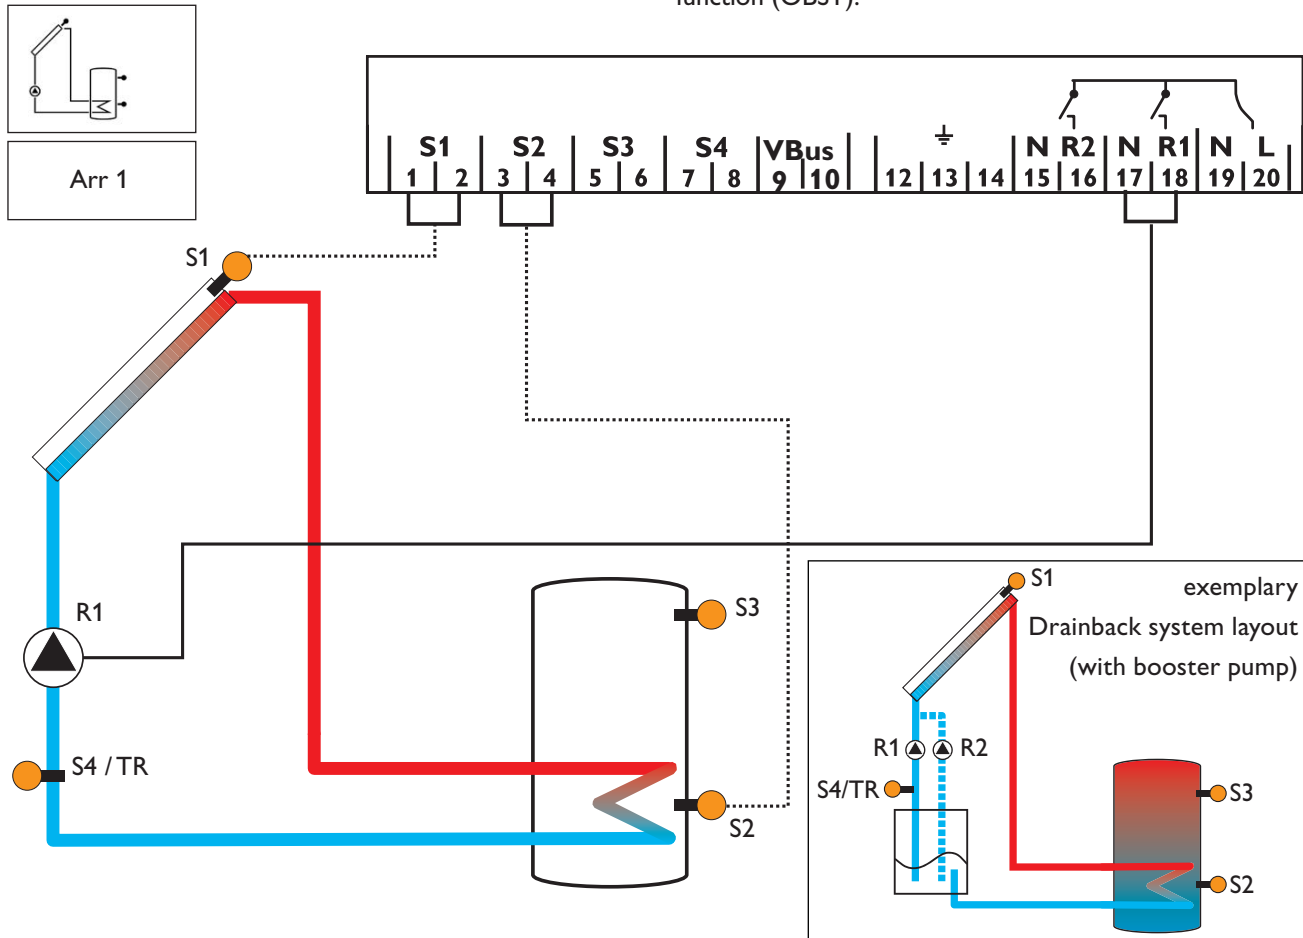 function (OBST).
Arr 1
S1 S2 S3 S4 VBus ⏚ N R2 N R1 N L
1 2 3 4 5 6 7 8 9 10 12 13 14 15 16 17 18 19 20
S1
R1
S4 / TR
S3
S2
S1
exemplary
Drainback system layout
(with booster pump)
R1 R2
S4/TR
S3
S2